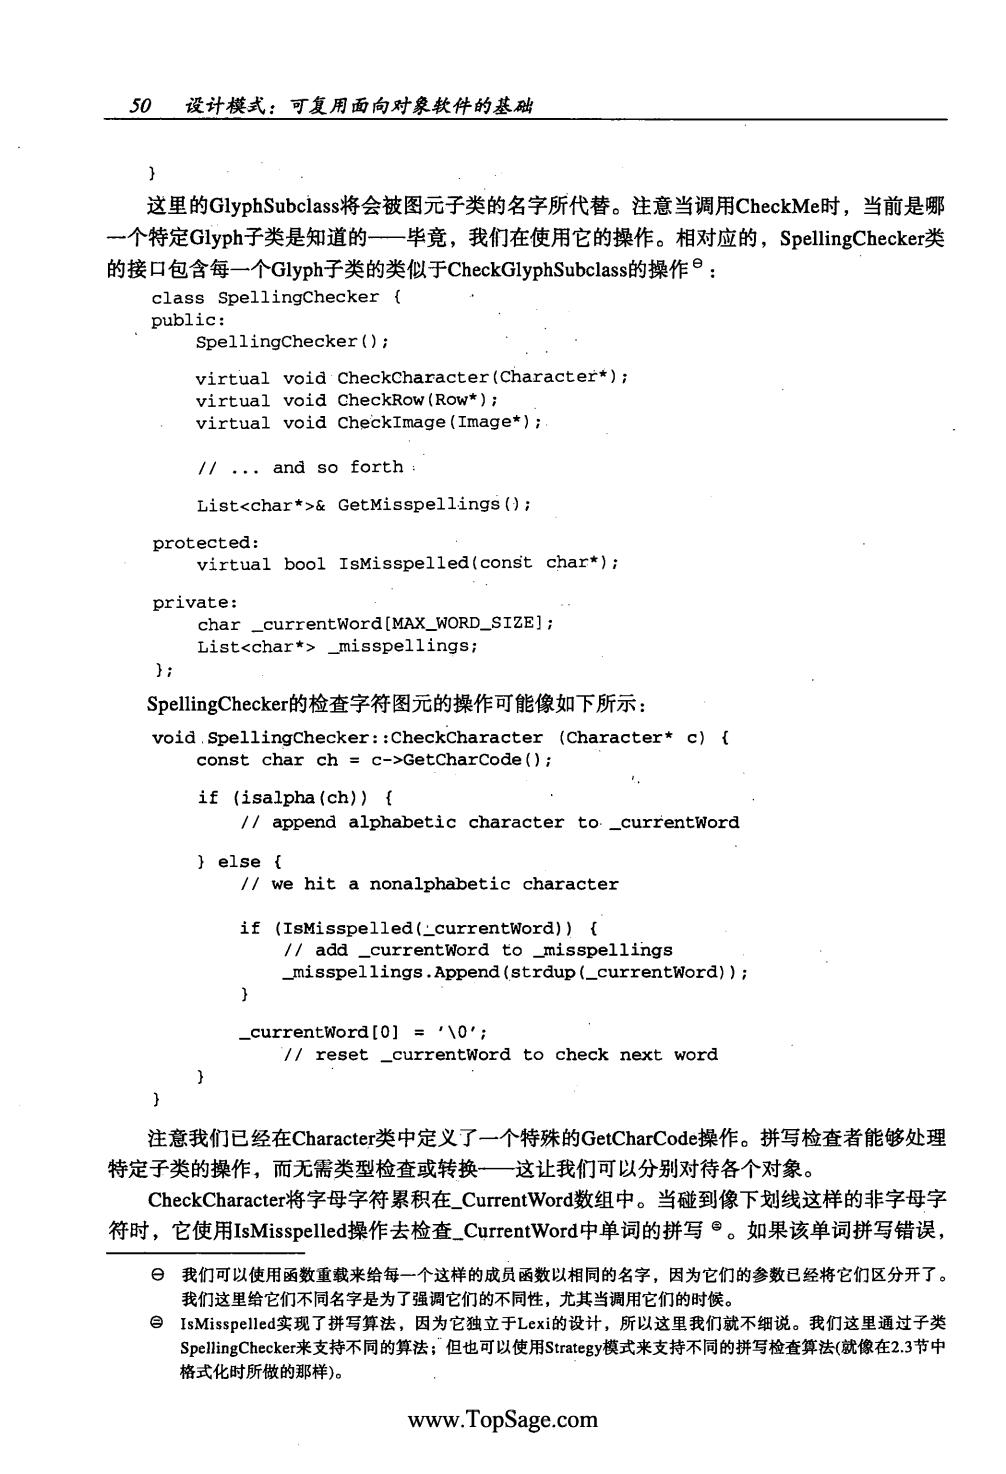 50 设计模式：可复用面向对象软件的基础
}
这里的GlyphSubclass将会被图元子类的名字所代替。注意当调用CheckMe时，当前是哪
一个特定Glyph子类是知道的——毕竟，我们在使用它的操作。相对应的，SpellingChecker类
的接口包含每一个Glyph子类的类似于CheckGlyphSubclass的操作㊀：
class SpellingChecker {
public:
SpellingChecker();
virtual void CheckCharacter(Character*);
virtual void CheckRow(Row*);
virtual void CheckImage(Image*);
// ... and so forth
List<char*>& GetMisspellings();
protected:
virtual bool IsMisspelled(const char*);
private:
char _currentWord[MAX_WORD_SIZE];
List<char*> _misspellings;
};
SpellingChecker的检查字符图元的操作可能像如下所示：
void SpellingChecker::CheckCharacter (Character* c) {
const char ch = c->GetCharCode();
if (isalpha(ch)) {
// append alphabetic character to _currentWord
} else {
// we hit a nonalphabetic character
if (IsMisspelled(_currentWord)) {
// add _currentWord to _misspellings
_misspellings.Append(strdup(_currentWord));
}
_currentWord[0] = '\0';
// reset _currentWord to check next word
}
}
注意我们已经在Character类中定义了一个特殊的GetCharCode操作。拼写检查者能够处理
特定子类的操作，而无需类型检查或转换——这让我们可以分别对待各个对象。
CheckCharacter将字母字符累积在_CurrentWord数组中。当碰到像下划线这样的非字母字
符时，它使用IsMisspelled操作去检查_CurrentWord中单词的拼写㊁。如果该单词拼写错误，
㊀ 我们可以使用函数重载来给每一个这样的成员函数以相同的名字，因为它们的参数已经将它们区分开了。
我们这里给它们不同名字是为了强调它们的不同性，尤其当调用它们的时候。
㊁ IsMisspelled实现了拼写算法，因为它独立于Lexi的设计，所以这里我们就不细说。我们这里通过子类
SpellingChecker来支持不同的算法；但也可以使用Strategy模式来支持不同的拼写检查算法(就像在2.3节中
格式化时所做的那样)。
www.TopSage.com